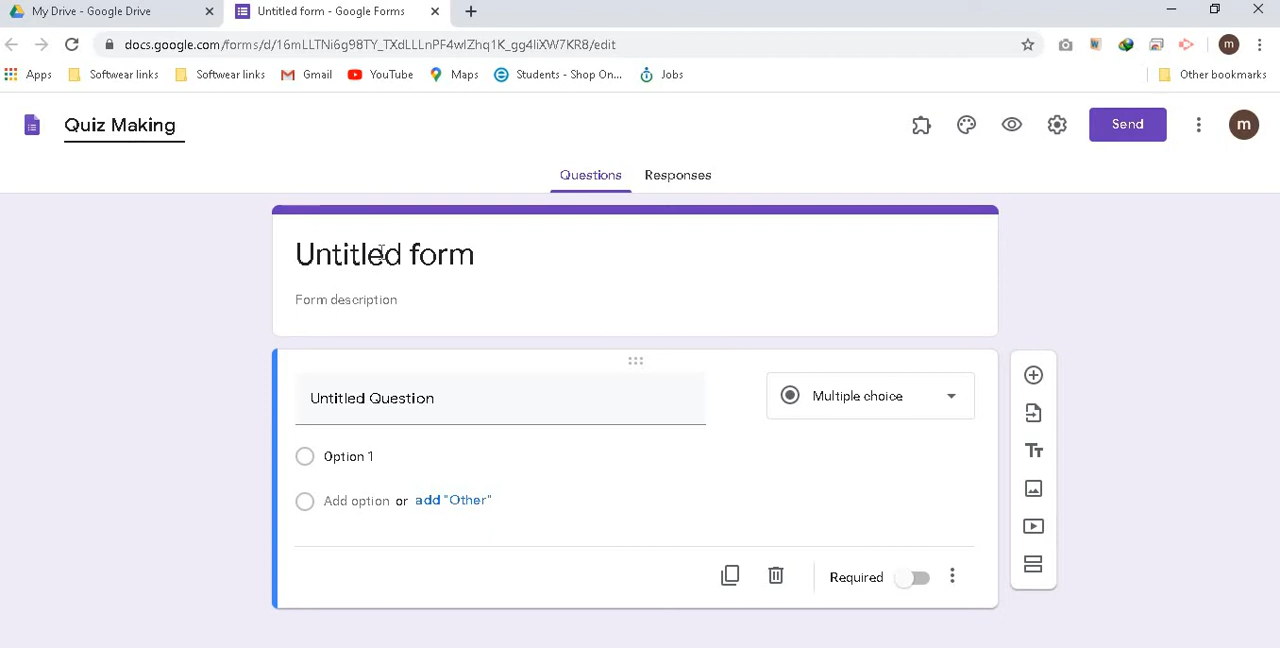 My Drive - Google Drive
Untitled form - Google Forms
docs.google.com/forms/d/16mLLTNi6g98TY_TXdLLLnPF4wlZhq1K_gg4liXW7KR8/edit
m
Apps
Softwear links
Softwear links
Gmail
YouTube
Maps
Students - Shop On...
Jobs
Other bookmarks
Quiz Making
Send
m
Questions
Responses
Untitled form
Form description
Untitled Question
Multiple choice
Option 1
Add option or add "Other"
Required